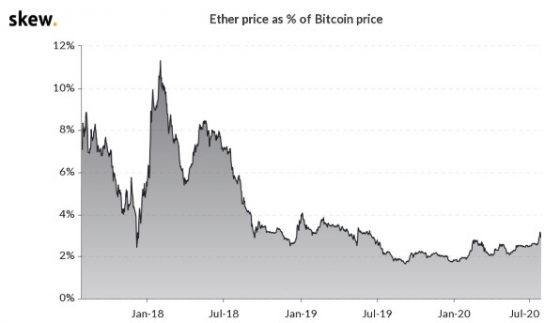 skew.
Ether price as % of Bitcoin price
12%
10%
8%
6%
4%
2%
0%
Jan-18 Jul-18 Jan-19 Jul-19 Jan-20 Jul-20